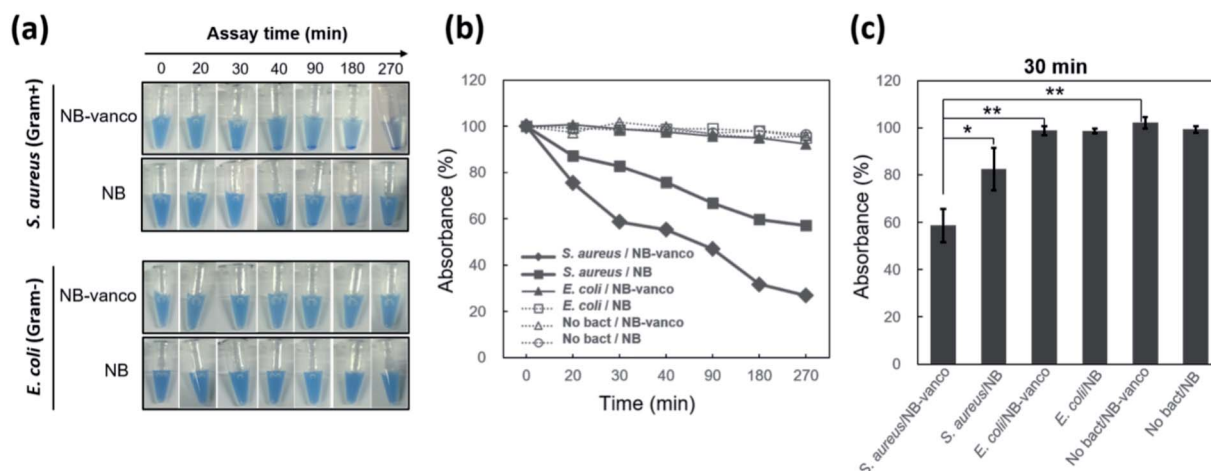 (a)
Assay time (min)
0 20 30 40 90 180 270
S. aureus (Gram+)
NB-vanco
NB
E. coli (Gram-)
NB-vanco
NB
(b)
Absorbance (%)
120
100
80
60
40
20
0
S. aureus / NB-vanco
S. aureus / NB
E. coli / NB-vanco
E. coli / NB
No bact / NB-vanco
No bact / NB
0 20 30 40 90 180 270
Time (min)
(c)
30 min
Absorbance (%)
120
100
80
60
40
20
0
**
**
*
S. aureus/NB-vanco
S. aureus/NB
E. coli/NB-vanco
E. coli/NB
No bact/NB-vanco
No bact/NB